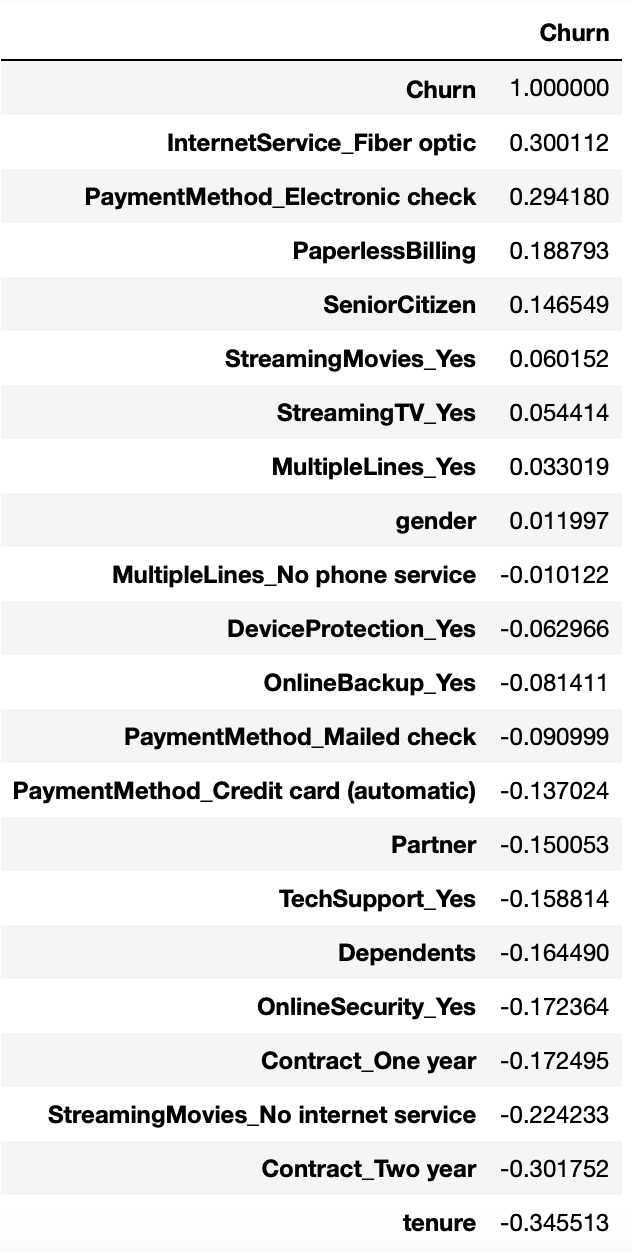 Churn
Churn 1.000000
InternetService_Fiber optic 0.300112
PaymentMethod_Electronic check 0.294180
PaperlessBilling 0.188793
SeniorCitizen 0.146549
StreamingMovies_Yes 0.060152
StreamingTV_Yes 0.054414
MultipleLines_Yes 0.033019
gender 0.011997
MultipleLines_No phone service -0.010122
DeviceProtection_Yes -0.062966
OnlineBackup_Yes -0.081411
PaymentMethod_Mailed check -0.090999
PaymentMethod_Credit card (automatic) -0.137024
Partner -0.150053
TechSupport_Yes -0.158814
Dependents -0.164490
OnlineSecurity_Yes -0.172364
Contract_One year -0.172495
StreamingMovies_No internet service -0.224233
Contract_Two year -0.301752
tenure -0.345513